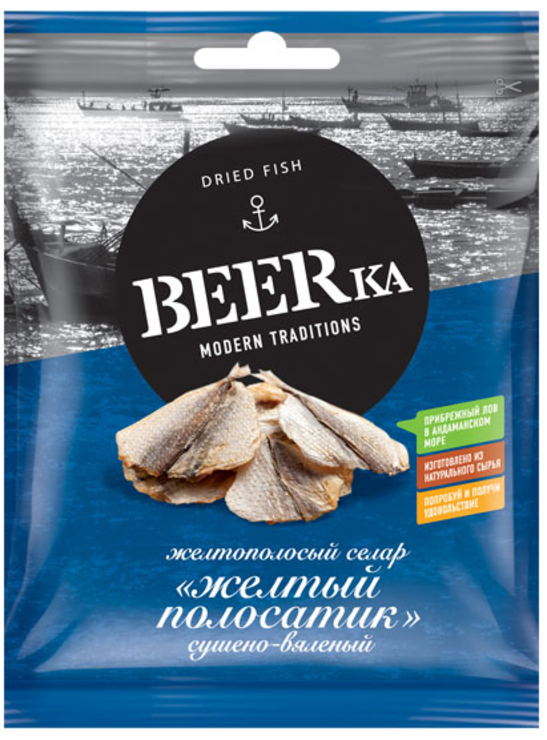 DRIED FISH
BEERKA
MODERN TRADITIONS
ПРИБРЕЖНЫЙ ЛОВ
В АНДАМАНСКОМ
МОРЕ
ИЗГОТОВЛЕНО ИЗ
НАТУРАЛЬНОГО СЫРЬЯ
ПОПРОБУЙ И ПОЛУЧИ
УДОВОЛЬСТВИЕ
желтополосый селар
«желтый
полосатик»
сушено-вяленый